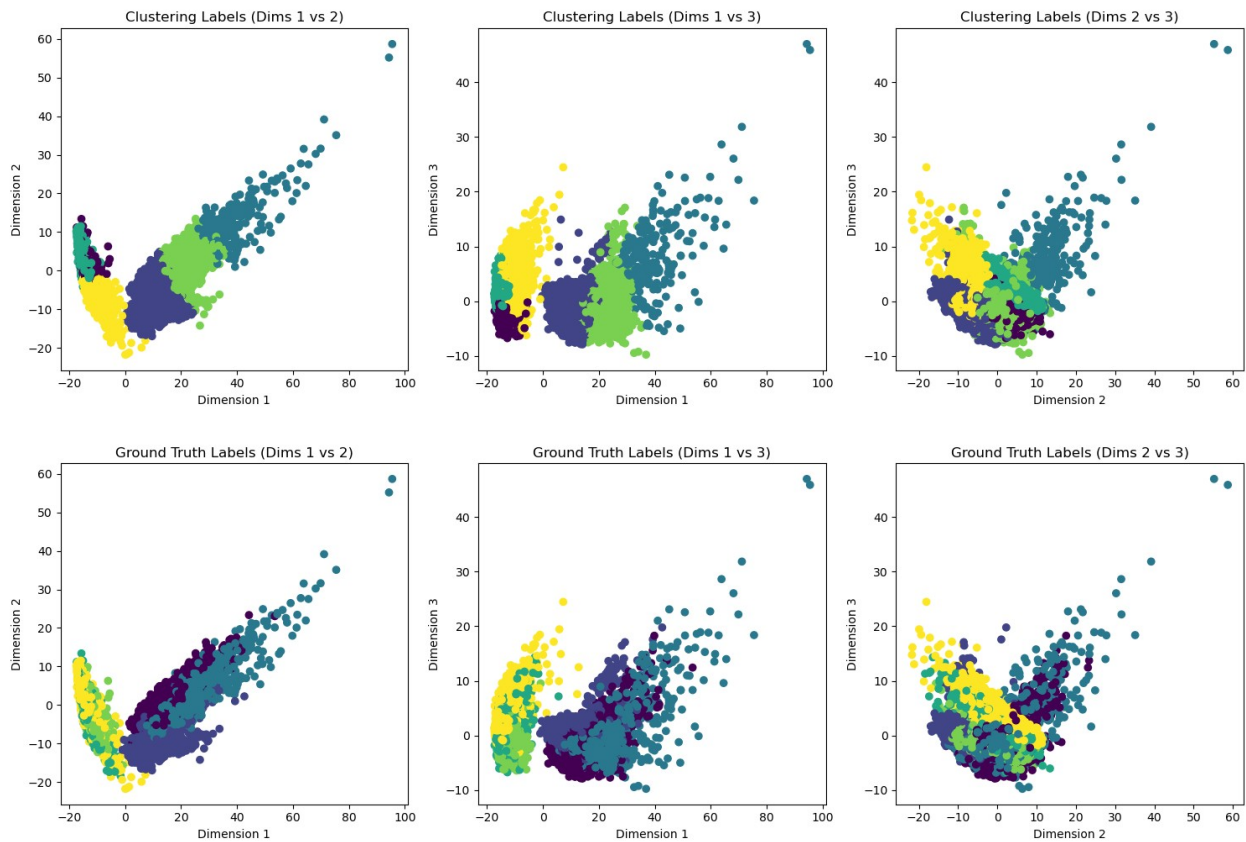 Clustering Labels (Dims 1 vs 2)
60
50
40
30
20
10
0
−10
−20
−20 0 20 40 60 80 100
Dimension 2
Dimension 1
Clustering Labels (Dims 1 vs 3)
40
30
20
10
0
−10
−20 0 20 40 60 80 100
Dimension 3
Dimension 1
Clustering Labels (Dims 2 vs 3)
40
30
20
10
0
−10
−20 −10 0 10 20 30 40 50 60
Dimension 3
Dimension 2
Ground Truth Labels (Dims 1 vs 2)
60
50
40
30
20
10
0
−10
−20
−20 0 20 40 60 80 100
Dimension 2
Dimension 1
Ground Truth Labels (Dims 1 vs 3)
40
30
20
10
0
−10
−20 0 20 40 60 80 100
Dimension 3
Dimension 1
Ground Truth Labels (Dims 2 vs 3)
40
30
20
10
0
−10
−20 −10 0 10 20 30 40 50 60
Dimension 3
Dimension 2